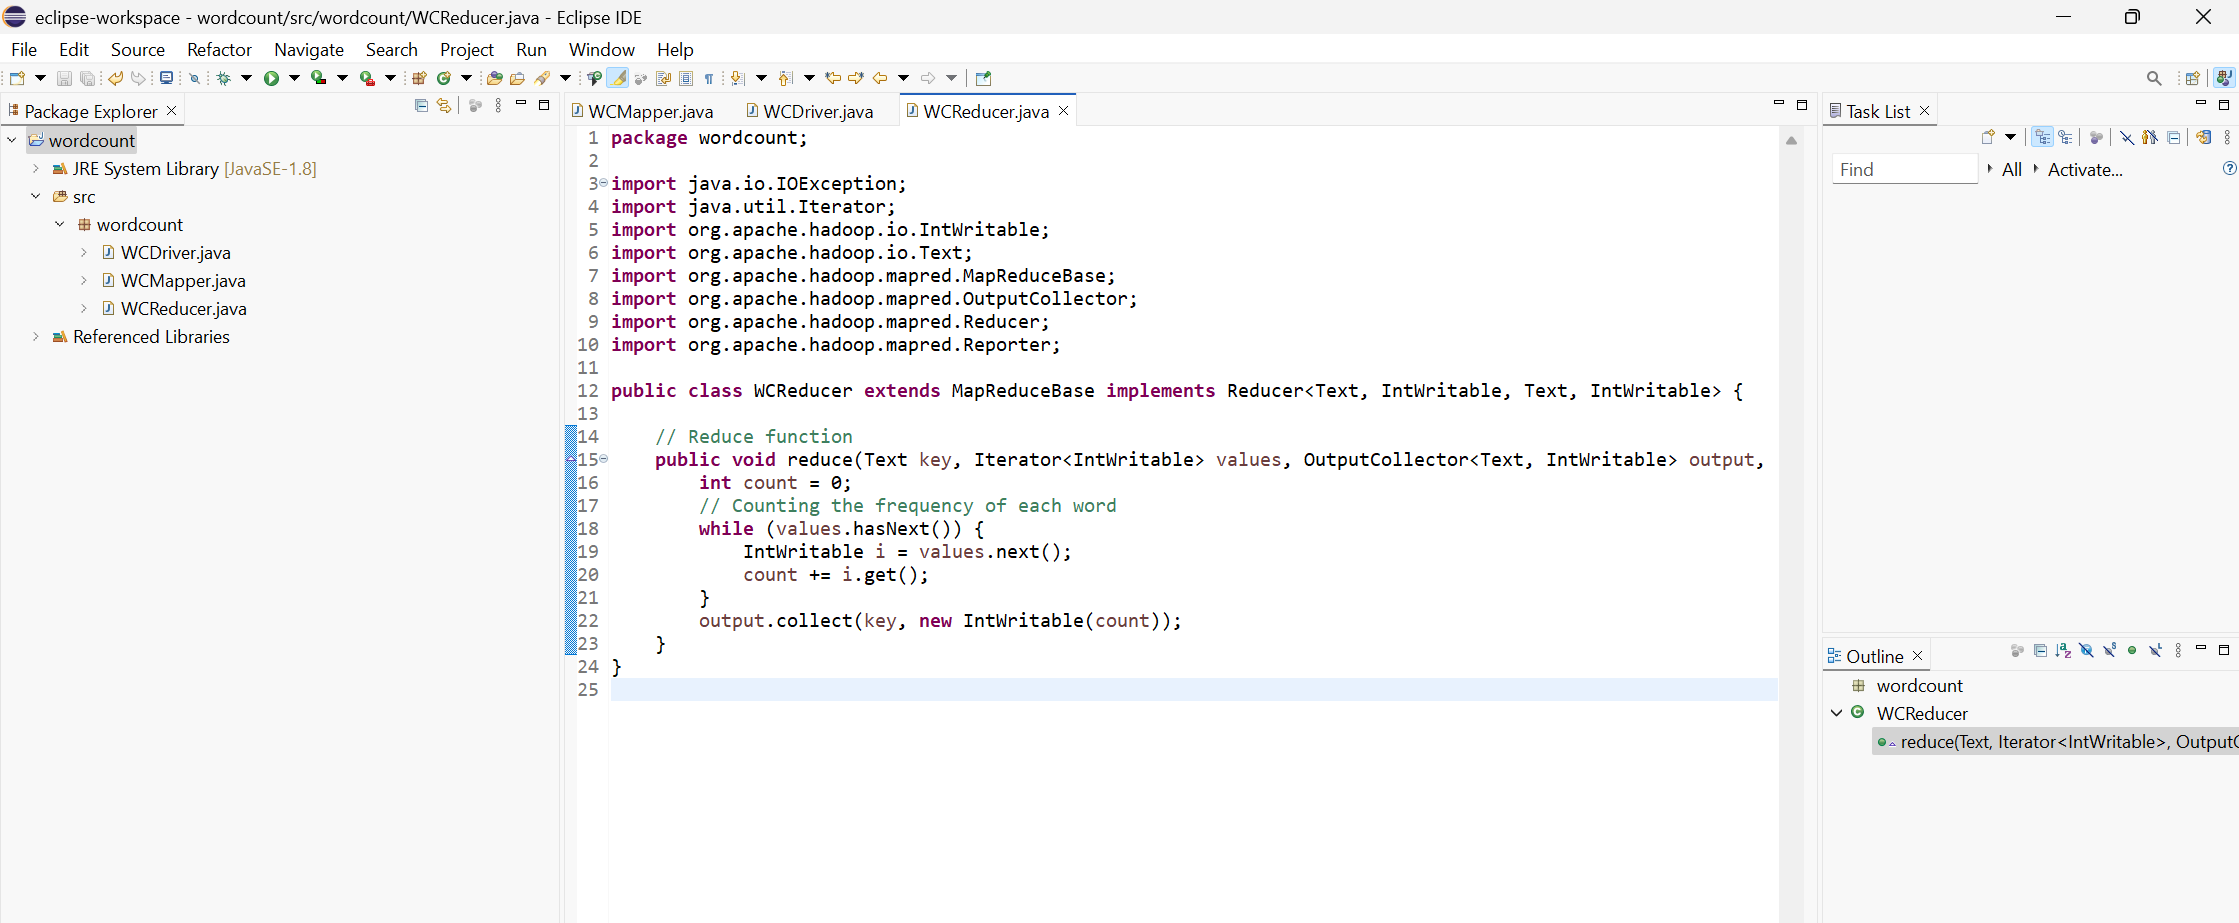 eclipse-workspace - wordcount/src/wordcount/WCReducer.java - Eclipse IDE
File Edit Source Refactor Navigate Search Project Run Window Help
Package Explorer
wordcount
JRE System Library [JavaSE-1.8]
src
wordcount
WCDriver.java
WCMapper.java
WCReducer.java
Referenced Libraries
WCMapper.java WCDriver.java WCReducer.java
1 package wordcount;
2
3 import java.io.IOException;
4 import java.util.Iterator;
5 import org.apache.hadoop.io.IntWritable;
6 import org.apache.hadoop.io.Text;
7 import org.apache.hadoop.mapred.MapReduceBase;
8 import org.apache.hadoop.mapred.OutputCollector;
9 import org.apache.hadoop.mapred.Reducer;
10 import org.apache.hadoop.mapred.Reporter;
11
12 public class WCReducer extends MapReduceBase implements Reducer<Text, IntWritable, Text, IntWritable> {
13
14     // Reduce function
15     public void reduce(Text key, Iterator<IntWritable> values, OutputCollector<Text, IntWritable> output,
16         int count = 0;
17         // Counting the frequency of each word
18         while (values.hasNext()) {
19             IntWritable i = values.next();
20             count += i.get();
21         }
22         output.collect(key, new IntWritable(count));
23     }
24 }
25
Task List
Find All Activate...
Outline
wordcount
WCReducer
reduce(Text, Iterator<IntWritable>, Output